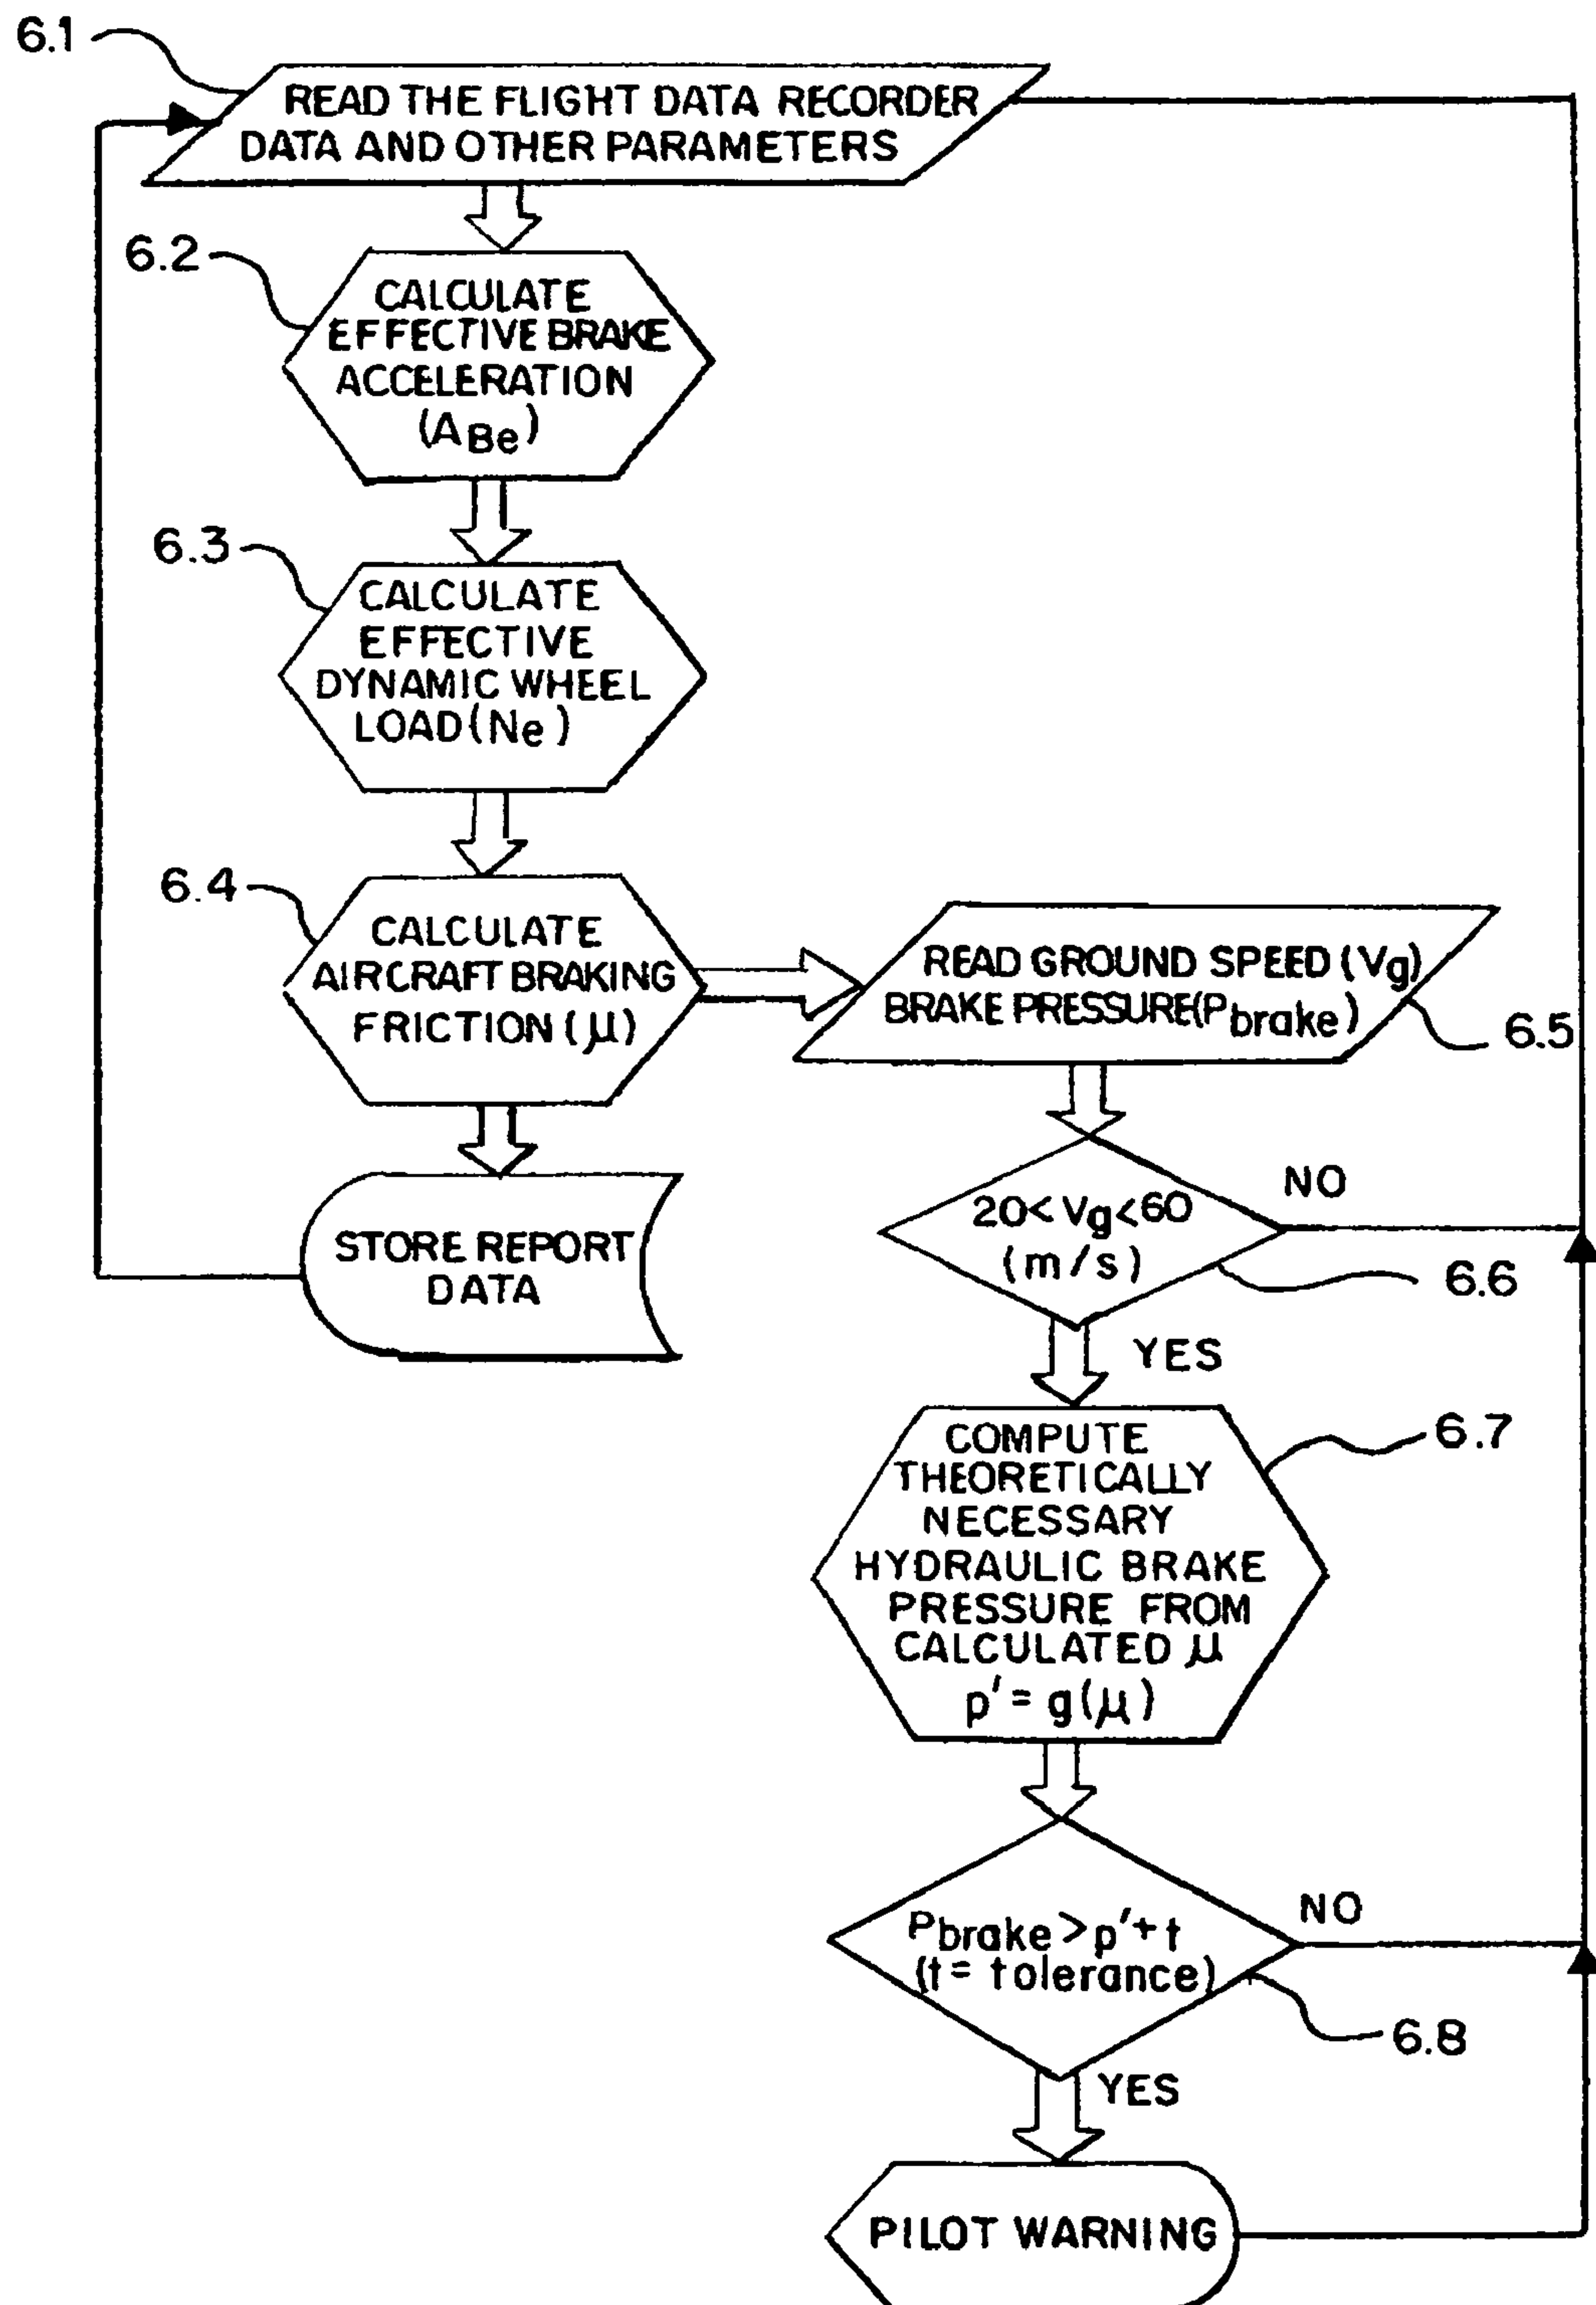 6.1
READ THE FLIGHT DATA RECORDER
DATA AND OTHER PARAMETERS
6.2
CALCULATE
EFFECTIVE BRAKE
ACCELERATION
(ABe)
6.3
CALCULATE
EFFECTIVE
DYNAMIC WHEEL
LOAD(Ne)
6.4
CALCULATE
AIRCRAFT BRAKING
FRICTION (μ)
STORE REPORT
DATA
READ GROUND SPEED (Vg)
BRAKE PRESSURE(Pbrake)
6.5
20< Vg<60
(m/s)
NO
6.6
YES
COMPUTE
THEORETICALLY
NECESSARY
HYDRAULIC BRAKE
PRESSURE FROM
CALCULATED μ
p' = g(μ)
6.7
Pbrake>p'+t
(t= tolerance)
NO
6.8
YES
PILOT WARNING